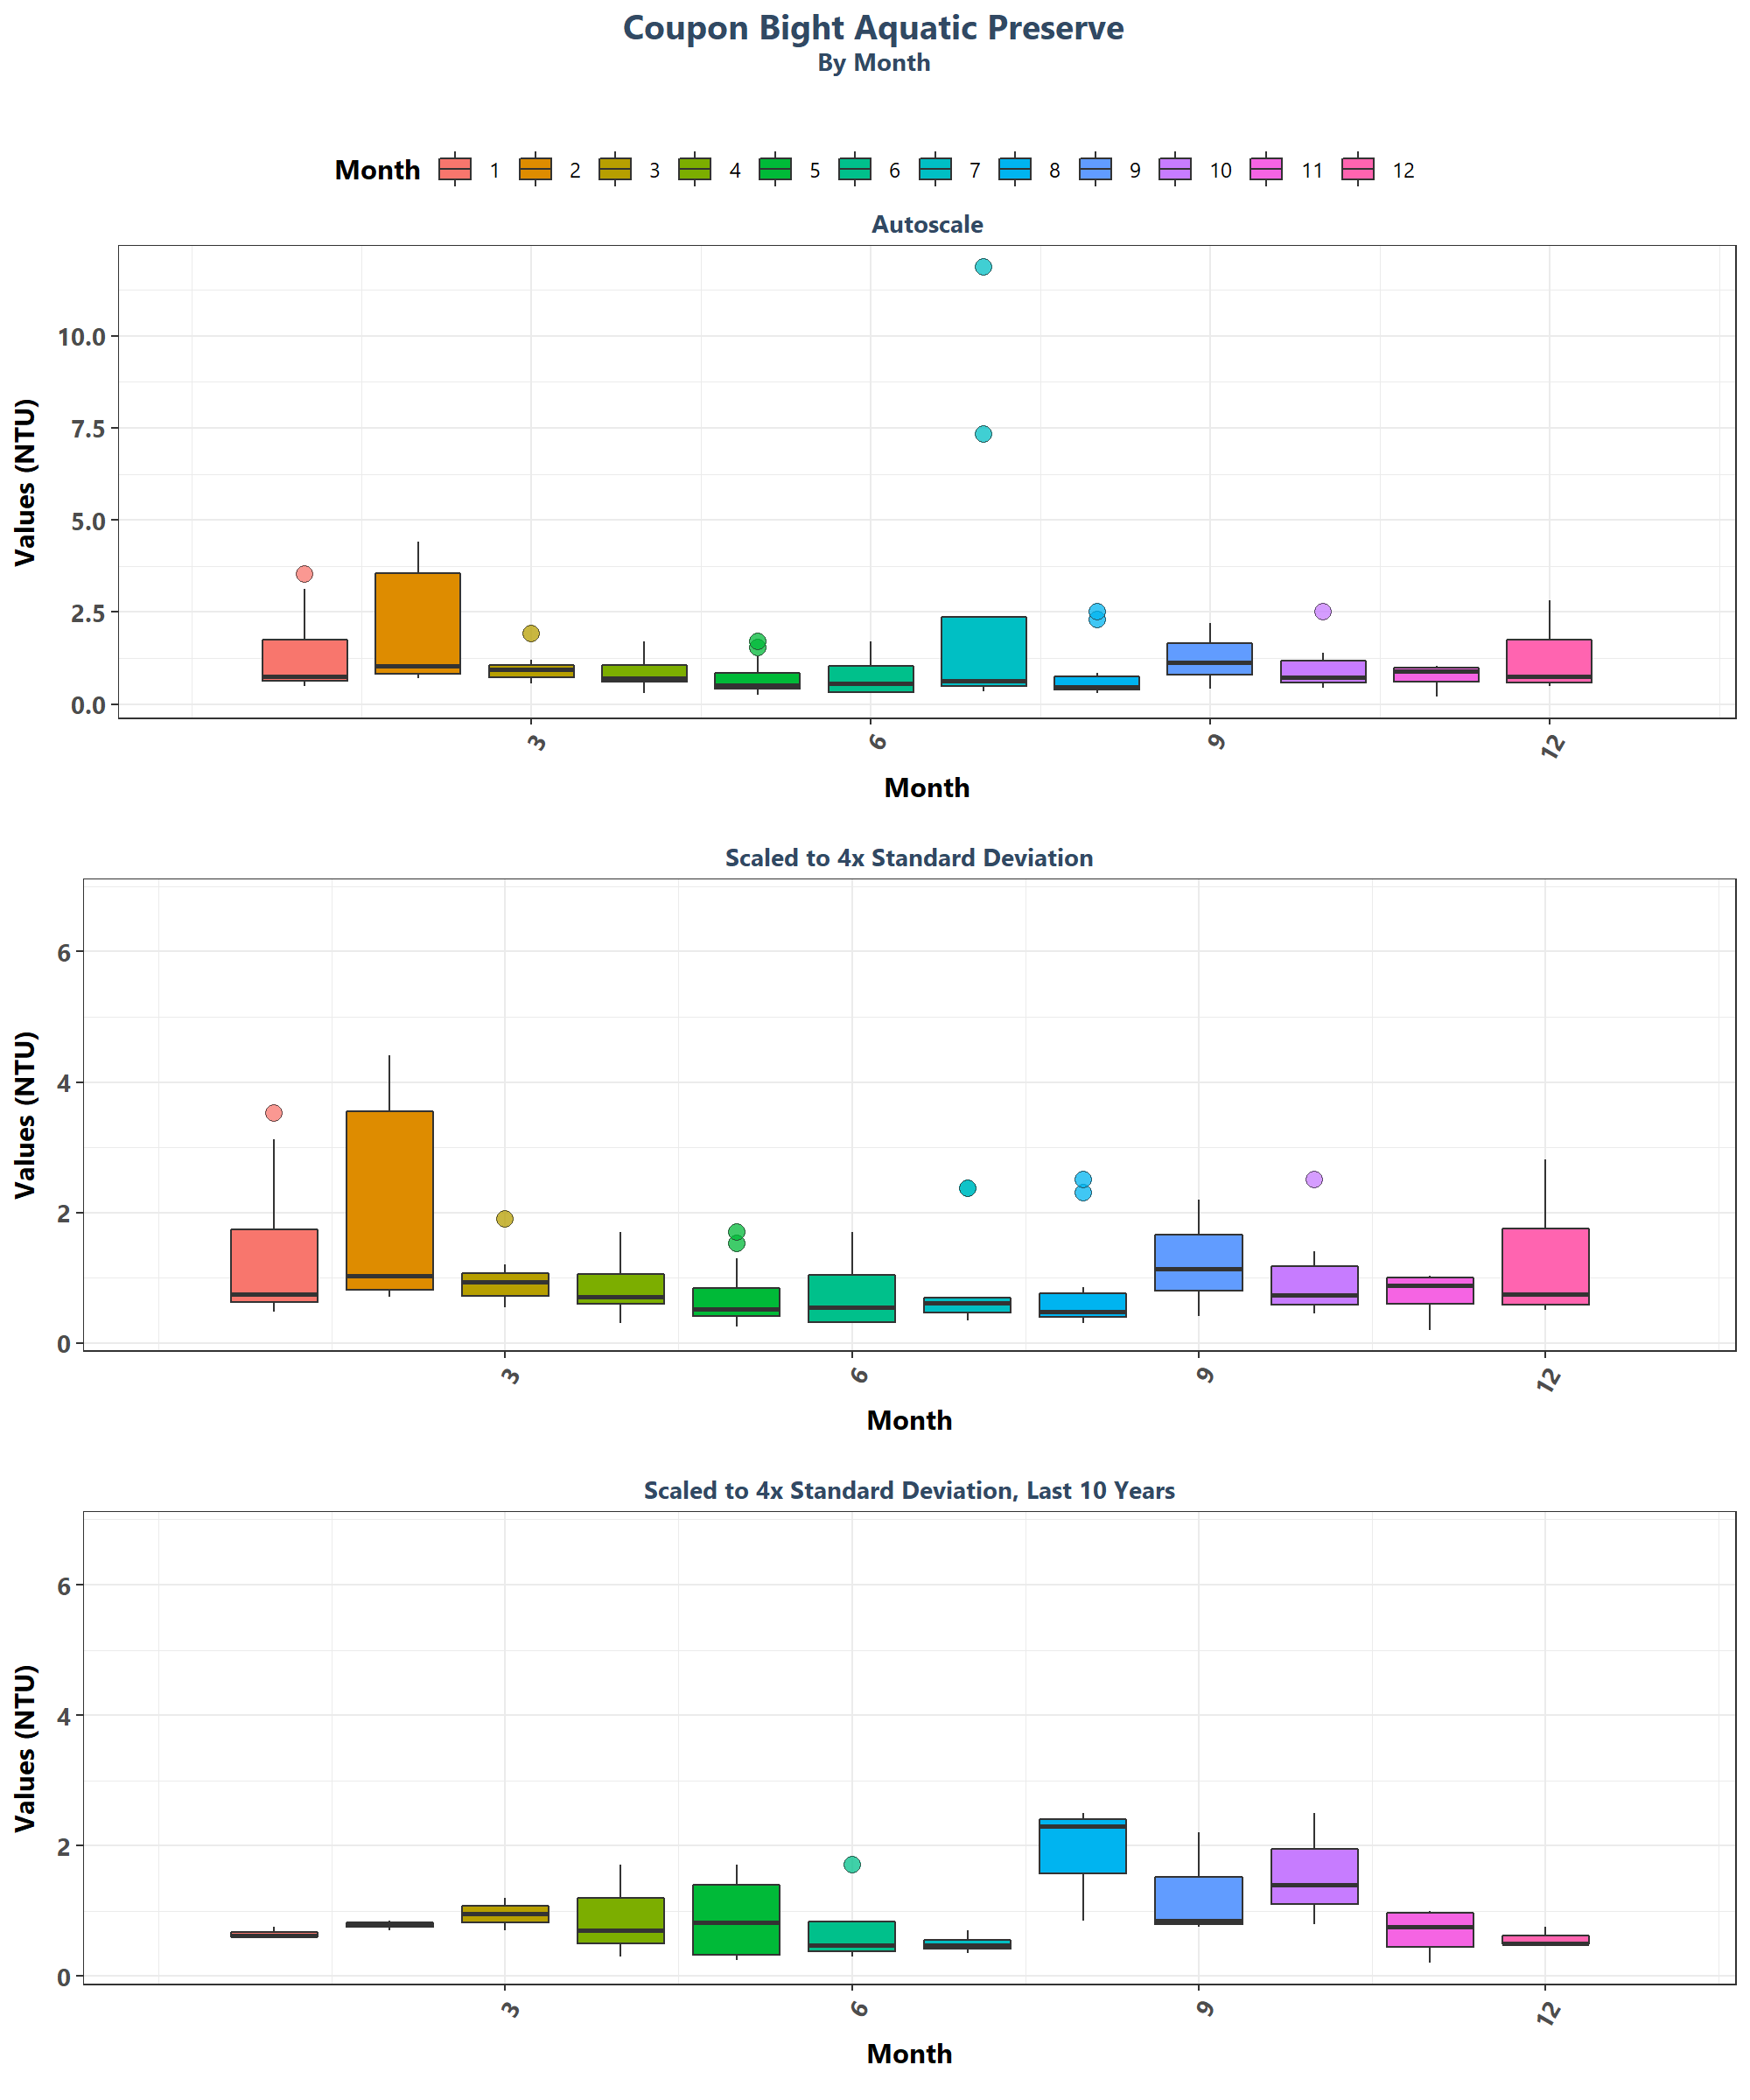 Coupon Bight Aquatic Preserve
By Month
Month 1 2 3 4 5 6 7 8 9 10 11 12
Autoscale
Values (NTU)
10.0
7.5
5.0
2.5
0.0
3 6 9 12
Month
Scaled to 4x Standard Deviation
Values (NTU)
6
4
2
0
3 6 9 12
Month
Scaled to 4x Standard Deviation, Last 10 Years
Values (NTU)
6
4
2
0
3 6 9 12
Month